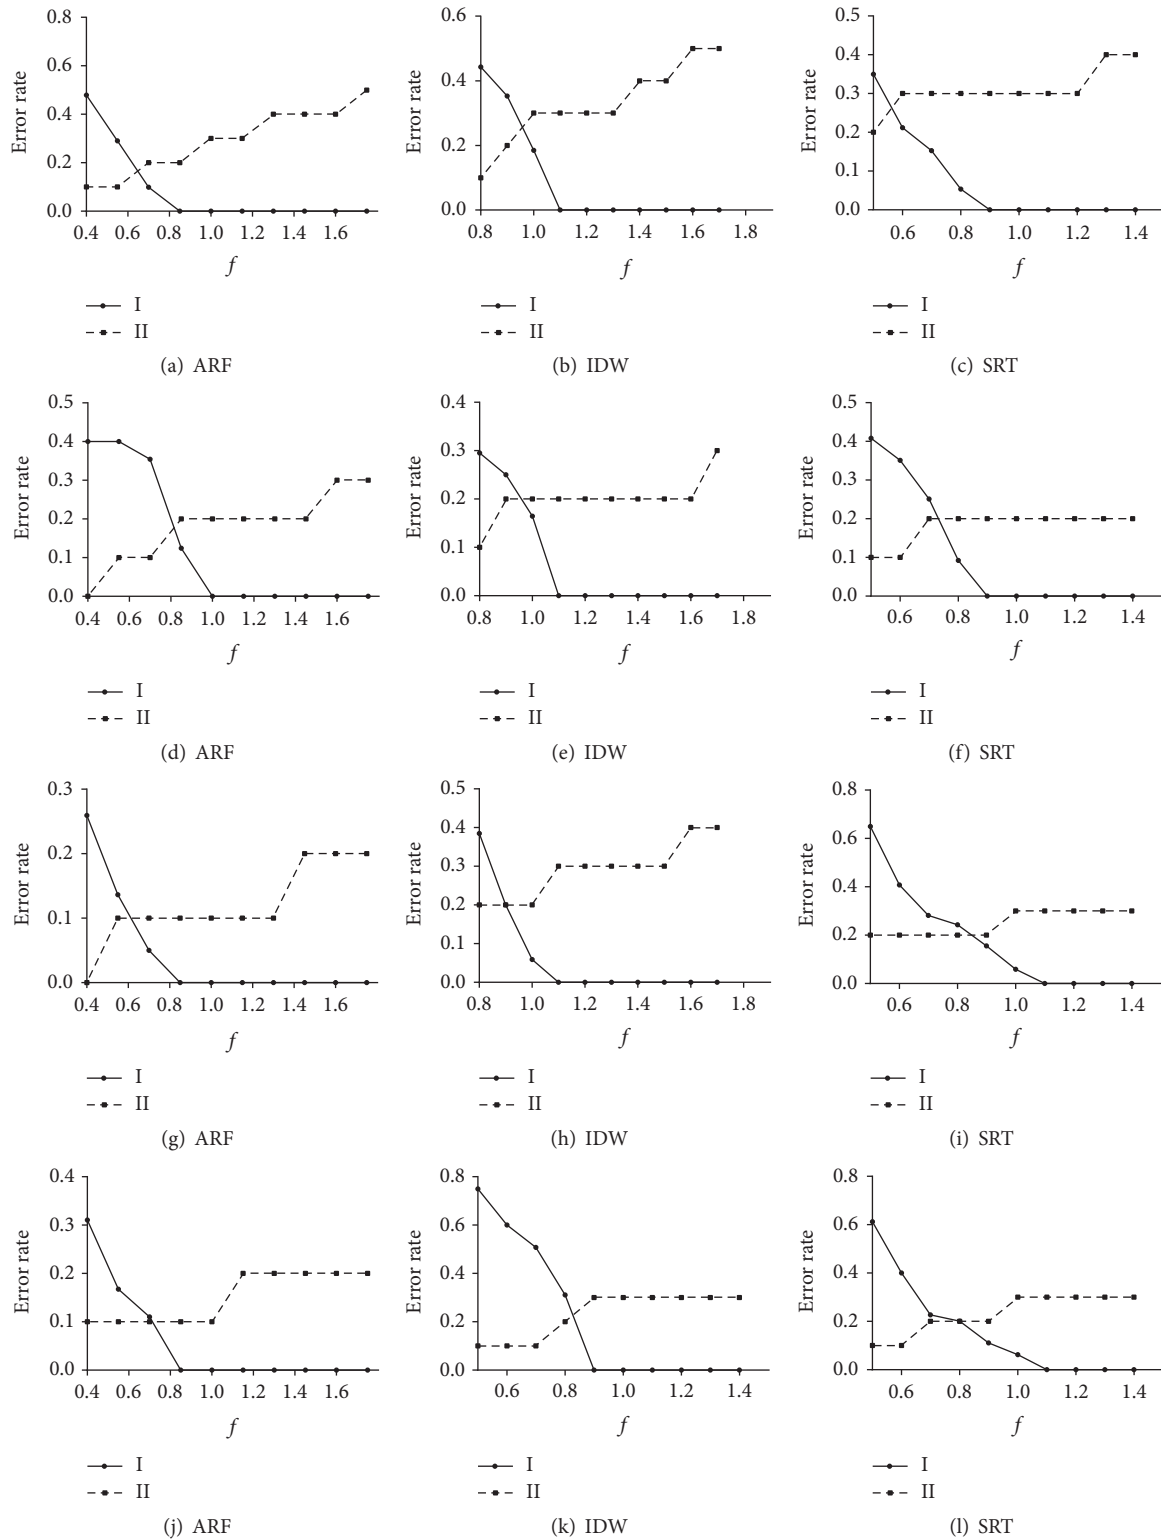 0.8
0.6
0.4
0.2
0.0
Error rate
0.4 0.6 0.8 1.0 1.2 1.4 1.6
f
I
II
(a) ARF
0.6
0.4
0.2
0.0
Error rate
0.8 1.0 1.2 1.4 1.6 1.8
f
I
II
(b) IDW
0.5
0.4
0.3
0.2
0.1
0.0
Error rate
0.6 0.8 1.0 1.2 1.4
f
I
II
(c) SRT
0.5
0.4
0.3
0.2
0.1
0.0
Error rate
0.4 0.6 0.8 1.0 1.2 1.4 1.6
f
I
II
(d) ARF
0.4
0.3
0.2
0.1
0.0
Error rate
0.8 1.0 1.2 1.4 1.6 1.8
f
I
II
(e) IDW
0.5
0.4
0.3
0.2
0.1
0.0
Error rate
0.6 0.8 1.0 1.2 1.4
f
I
II
(f) SRT
0.3
0.2
0.1
0.0
Error rate
0.4 0.6 0.8 1.0 1.2 1.4 1.6
f
I
II
(g) ARF
0.5
0.4
0.3
0.2
0.1
0.0
Error rate
0.8 1.0 1.2 1.4 1.6 1.8
f
I
II
(h) IDW
0.8
0.6
0.4
0.2
0.0
Error rate
0.6 0.8 1.0 1.2 1.4
f
I
II
(i) SRT
0.4
0.3
0.2
0.1
0.0
Error rate
0.4 0.6 0.8 1.0 1.2 1.4 1.6
f
I
II
(j) ARF
0.8
0.6
0.4
0.2
0.0
Error rate
0.6 0.8 1.0 1.2 1.4
f
I
II
(k) IDW
0.8
0.6
0.4
0.2
0.0
Error rate
0.6 0.8 1.0 1.2 1.4
f
I
II
(l) SRT